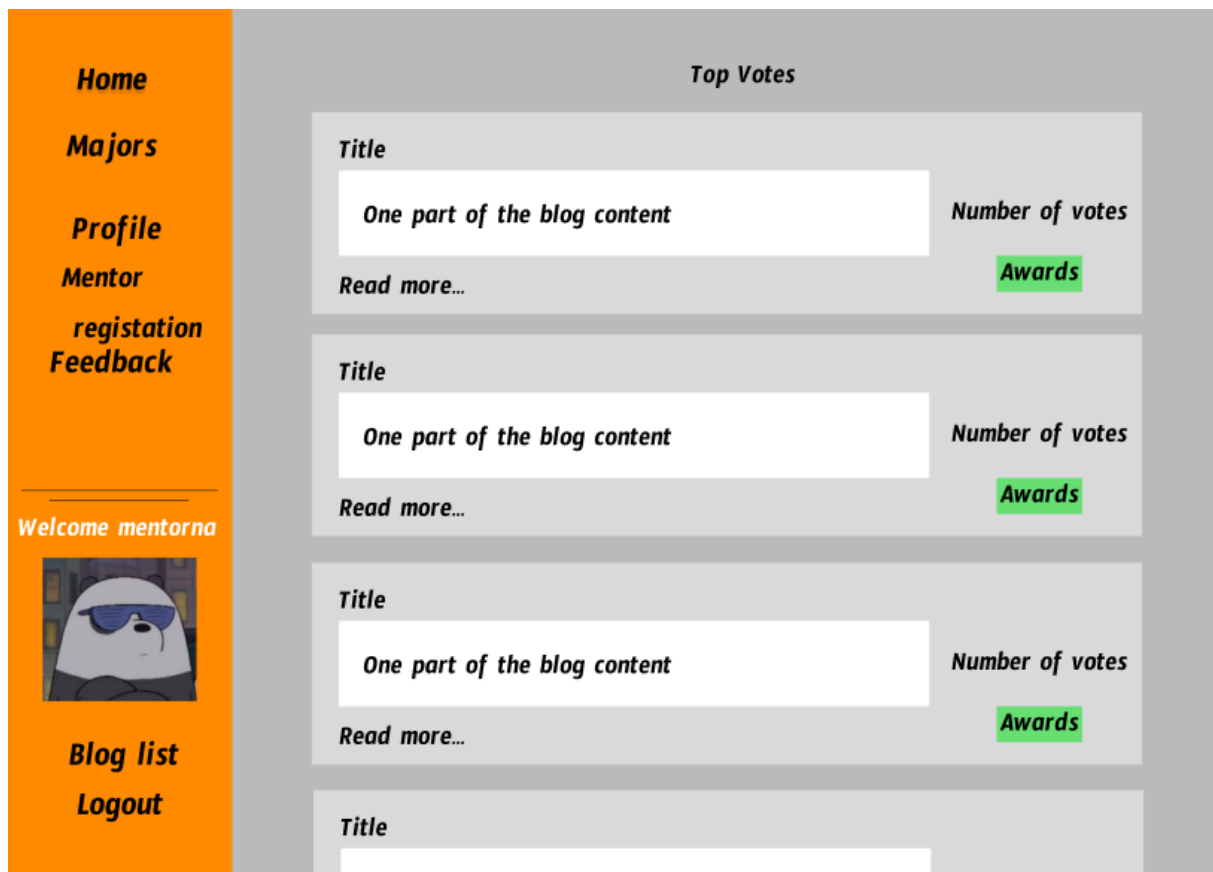 Home
Majors
Profile
Mentor
registation
Feedback
Welcome mentorna
Blog list
Logout
Top Votes
Title
One part of the blog content
Number of votes
Read more...
Awards
Title
One part of the blog content
Number of votes
Read more...
Awards
Title
One part of the blog content
Number of votes
Read more...
Awards
Title